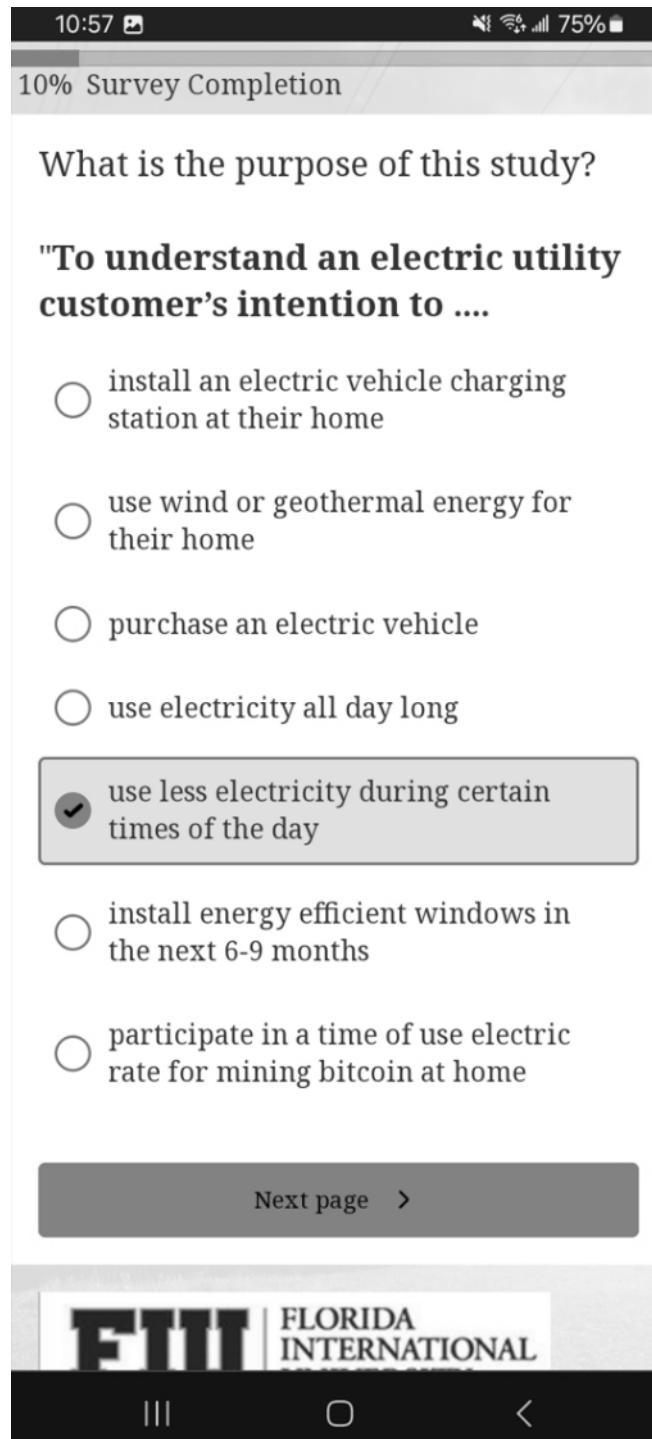 10:57 75%
10% Survey Completion
What is the purpose of this study?
"To understand an electric utility
customer’s intention to ....
install an electric vehicle charging
station at their home
use wind or geothermal energy for
their home
purchase an electric vehicle
use electricity all day long
use less electricity during certain
times of the day
install energy efficient windows in
the next 6-9 months
participate in a time of use electric
rate for mining bitcoin at home
Next page >
FIU FLORIDA
INTERNATIONAL